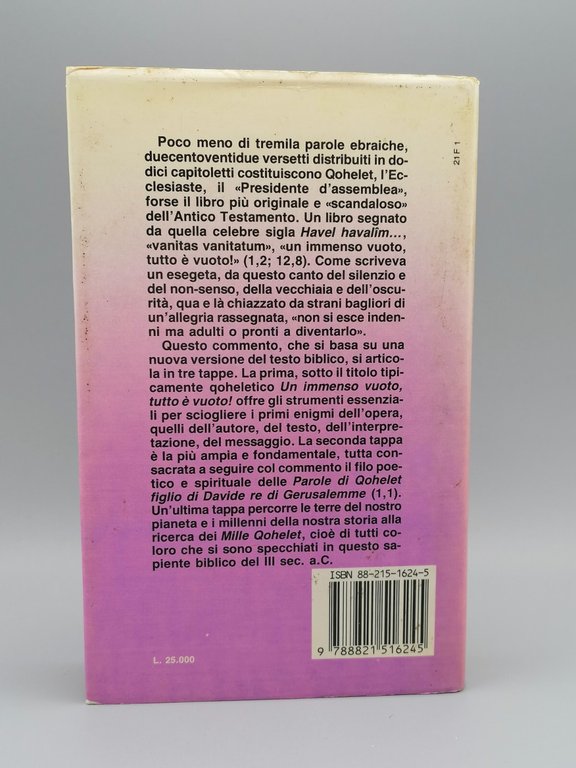 Poco meno di tremila parole ebraiche,
duecentoventidue versetti distribuiti in do-
dici capitoletti costituiscono Qohelet, l'Ec-
clesiaste, il «Presidente d'assemblea»,
forse il libro più originale e «scandaloso»
dell'Antico Testamento. Un libro segnato
da quella celebre sigla Havel havalîm...,
«vanitas vanitatum», «un immenso vuoto,
tutto è vuoto!» (1,2; 12,8). Come scriveva
un esegeta, da questo canto del silenzio e
del non-senso, della vecchiaia e dell'oscu-
rità, qua e là chiazzato da strani bagliori di
un'allegria rassegnata, «non si esce inden-
ni ma adulti o pronti a diventarlo».
Questo commento, che si basa su una
nuova versione del testo biblico, si artico-
la in tre tappe. La prima, sotto il titolo tipi-
camente qoheletico Un immenso vuoto,
tutto è vuoto! offre gli strumenti essenzia-
li per sciogliere i primi enigmi dell'opera,
quelli dell'autore, del testo, dell'interpre-
tazione, del messaggio. La seconda tappa
è la più ampia e fondamentale, tutta con-
sacrata a seguire col commento il filo poe-
tico e spirituale delle Parole di Qohelet
figlio di Davide re di Gerusalemme (1,1).
Un'ultima tappa percorre le terre del nostro
pianeta e i millenni della nostra storia alla
ricerca dei Mille Qohelet, cioè di tutti co-
loro che si sono specchiati in questo sa-
piente biblico del III sec. a.C.
21 F 1
ISBN 88-215-1624-5
9 788821 516245
L. 25.000